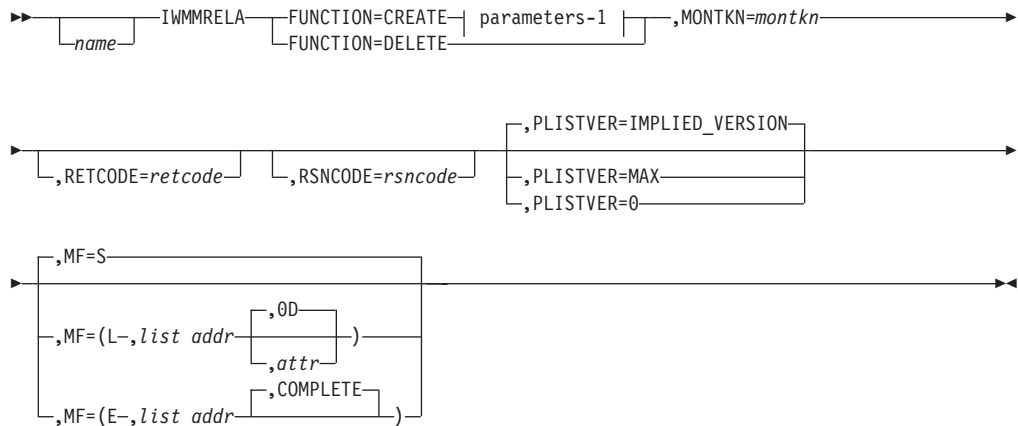 IWMMRELA FUNCTION=CREATE parameters-1 ,MONTKN=montkn
name FUNCTION=DELETE
,PLISTVER=IMPLIED_VERSION
,RETCODE=retcode ,RSNCODE=rsncode ,PLISTVER=MAX
,PLISTVER=0
,MF=S
,0D
,MF=(L ,list addr )
,attr
,COMPLETE
,MF=(E ,list addr )